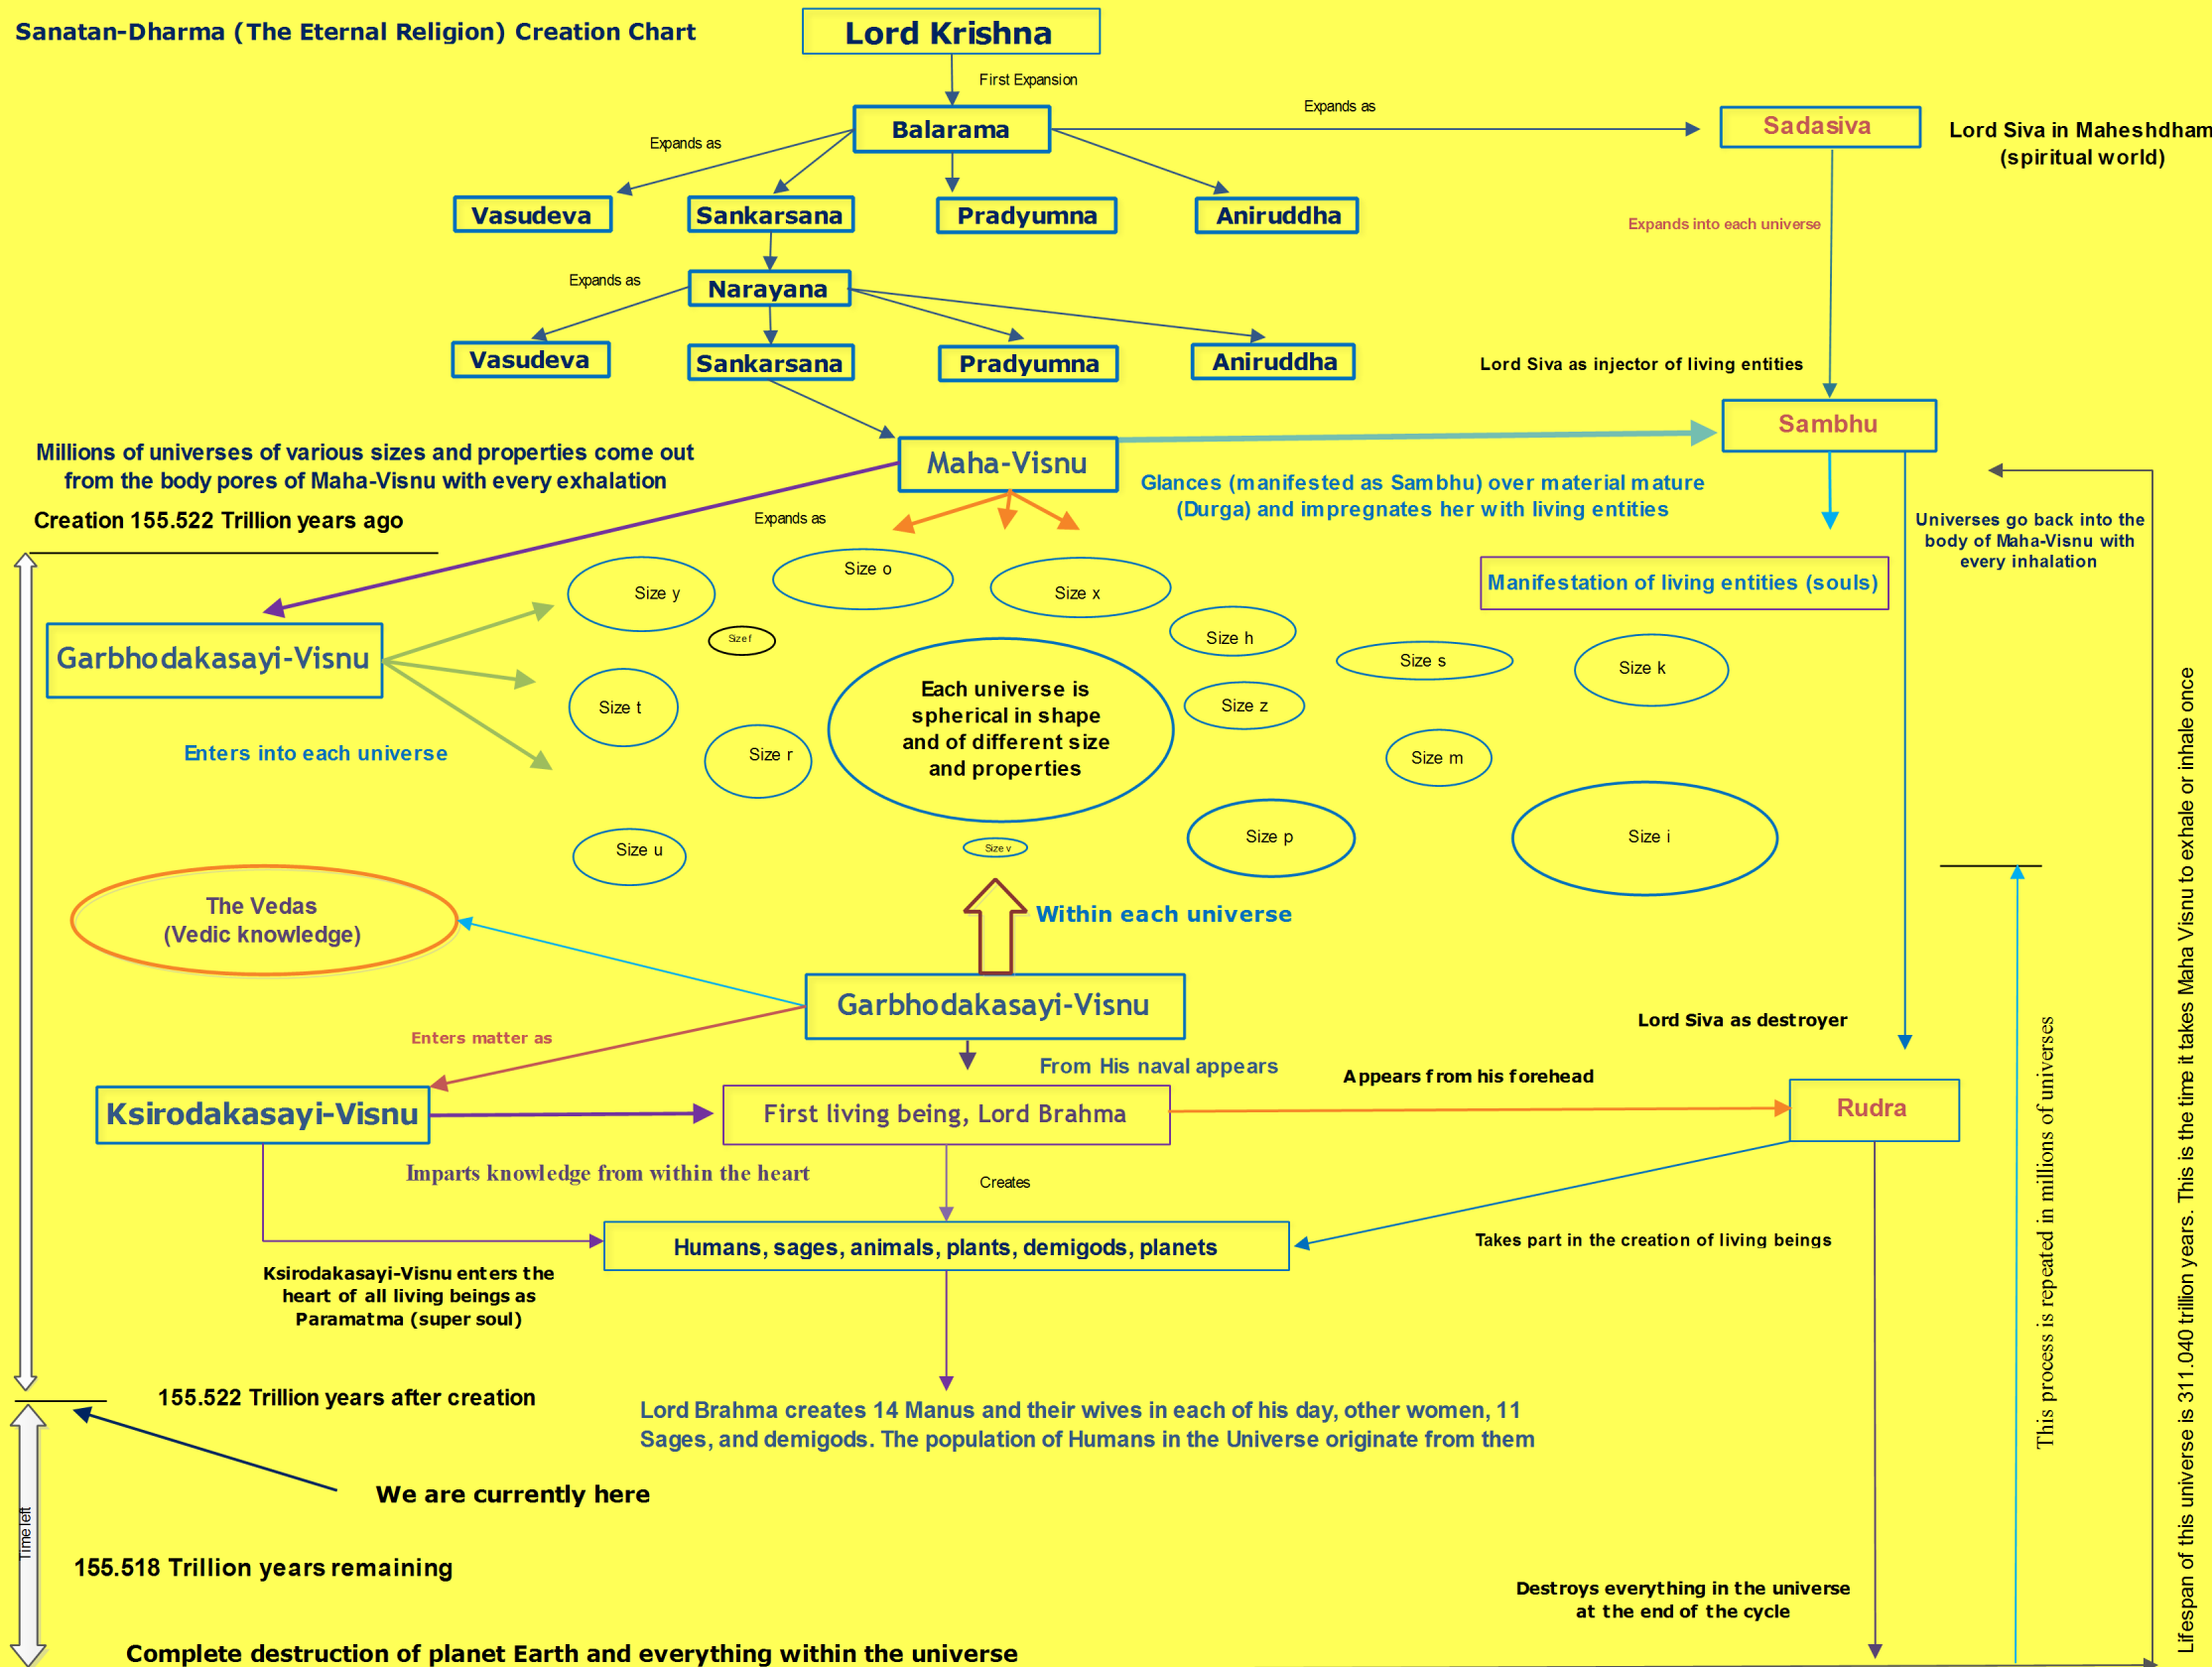 Sanatan-Dharma (The Eternal Religion) Creation Chart
Lord Krishna
First Expansion
Balarama
Expands as
Expands as
Sadasiva
Lord Siva in Maheshdham
(spiritual world)
Vasudeva
Sankarsana
Pradyumna
Aniruddha
Expands into each universe
Narayana
Expands as
Vasudeva
Sankarsana
Pradyumna
Aniruddha
Lord Siva as injector of living entities
Sambhu
Millions of universes of various sizes and properties come out
from the body pores of Maha-Visnu with every exhalation
Maha-Visnu
Glances (manifested as Sambhu) over material mature
(Durga) and impregnates her with living entities
Creation 155.522 Trillion years ago
Expands as
Universes go back into the
body of Maha-Visnu with
every inhalation
Manifestation of living entities (souls)
Size y
Size o
Size x
Size f
Size h
Size s
Size k
Garbhodakasayi-Visnu
Size t
Each universe is
spherical in shape
and of different size
and properties
Size z
Enters into each universe
Size r
Size m
Size u
Size v
Size p
Size i
The Vedas
(Vedic knowledge)
Within each universe
Garbhodakasayi-Visnu
Enters matter as
Lord Siva as destroyer
From His naval appears
Appears from his forehead
Ksirodakasayi-Visnu
First living being, Lord Brahma
Rudra
Imparts knowledge from within the heart
Creates
Humans, sages, animals, plants, demigods, planets
Takes part in the creation of living beings
Ksirodakasayi-Visnu enters the
heart of all living beings as
Paramatma (super soul)
155.522 Trillion years after creation
Lord Brahma creates 14 Manus and their wives in each of his day, other women, 11
Sages, and demigods. The population of Humans in the Universe originate from them
We are currently here
Time left
155.518 Trillion years remaining
Destroys everything in the universe
at the end of the cycle
Complete destruction of planet Earth and everything within the universe
This process is repeated in millions of universes
Lifespan of this universe is 311.040 trillion years. This is the time it takes Maha Visnu to exhale or inhale once